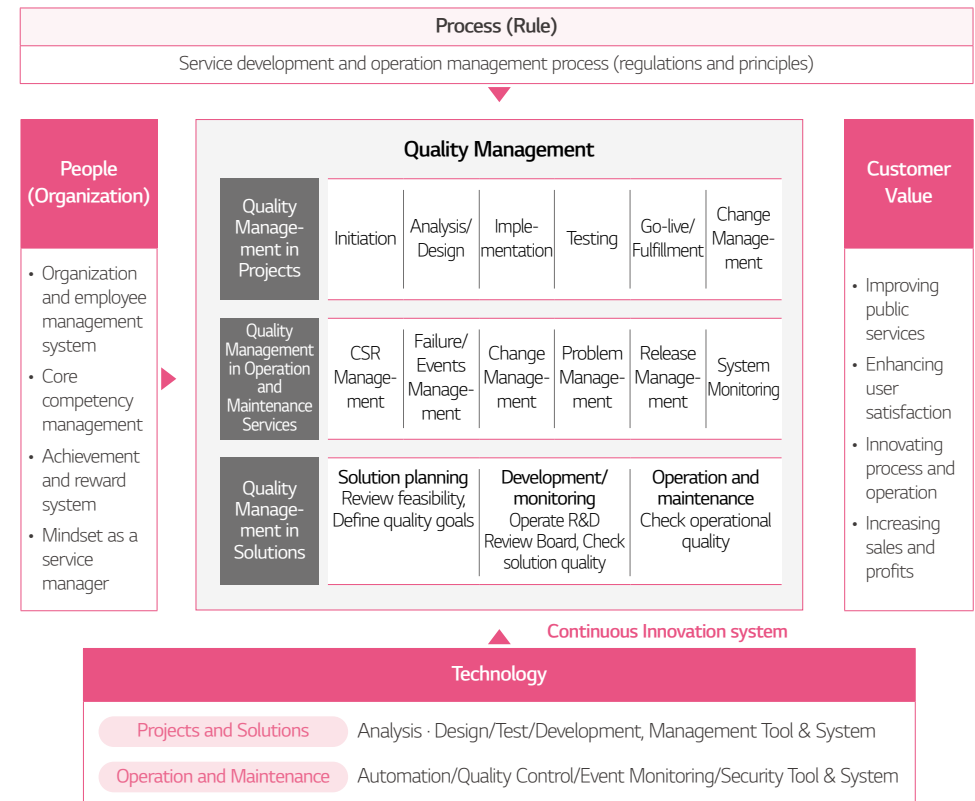 Process (Rule)
Service development and operation management process (regulations and principles)
People
(Organization)
• Organization
and employee
management
system
• Core
competency
management
• Achievement
and reward
system
• Mindset as a
service
manager
Quality Management
Quality
Manage-
ment in
Projects
Initiation
Analysis/
Design
Imple-
mentation
Testing
Go-live/
Fulfillment
Change
Manage-
ment
Quality
Management
in Operation
and
Maintenance
Services
CSR
Manage-
ment
Failure/
Events
Manage-
ment
Change
Manage-
ment
Problem
Manage-
ment
Release
Manage-
ment
System
Monitoring
Quality
Manage-
ment in
Solutions
Solution planning
Review feasibility,
Define quality goals
Development/
monitoring
Operate R&D
Review Board, Check
solution quality
Operation and
maintenance
Check operational
quality
Customer
Value
• Improving
public
services
• Enhancing
user
satisfaction
• Innovating
process and
operation
• Increasing
sales and
profits
Continuous Innovation system
Technology
Projects and Solutions
Analysis · Design/Test/Development, Management Tool & System
Operation and Maintenance
Automation/Quality Control/Event Monitoring/Security Tool & System